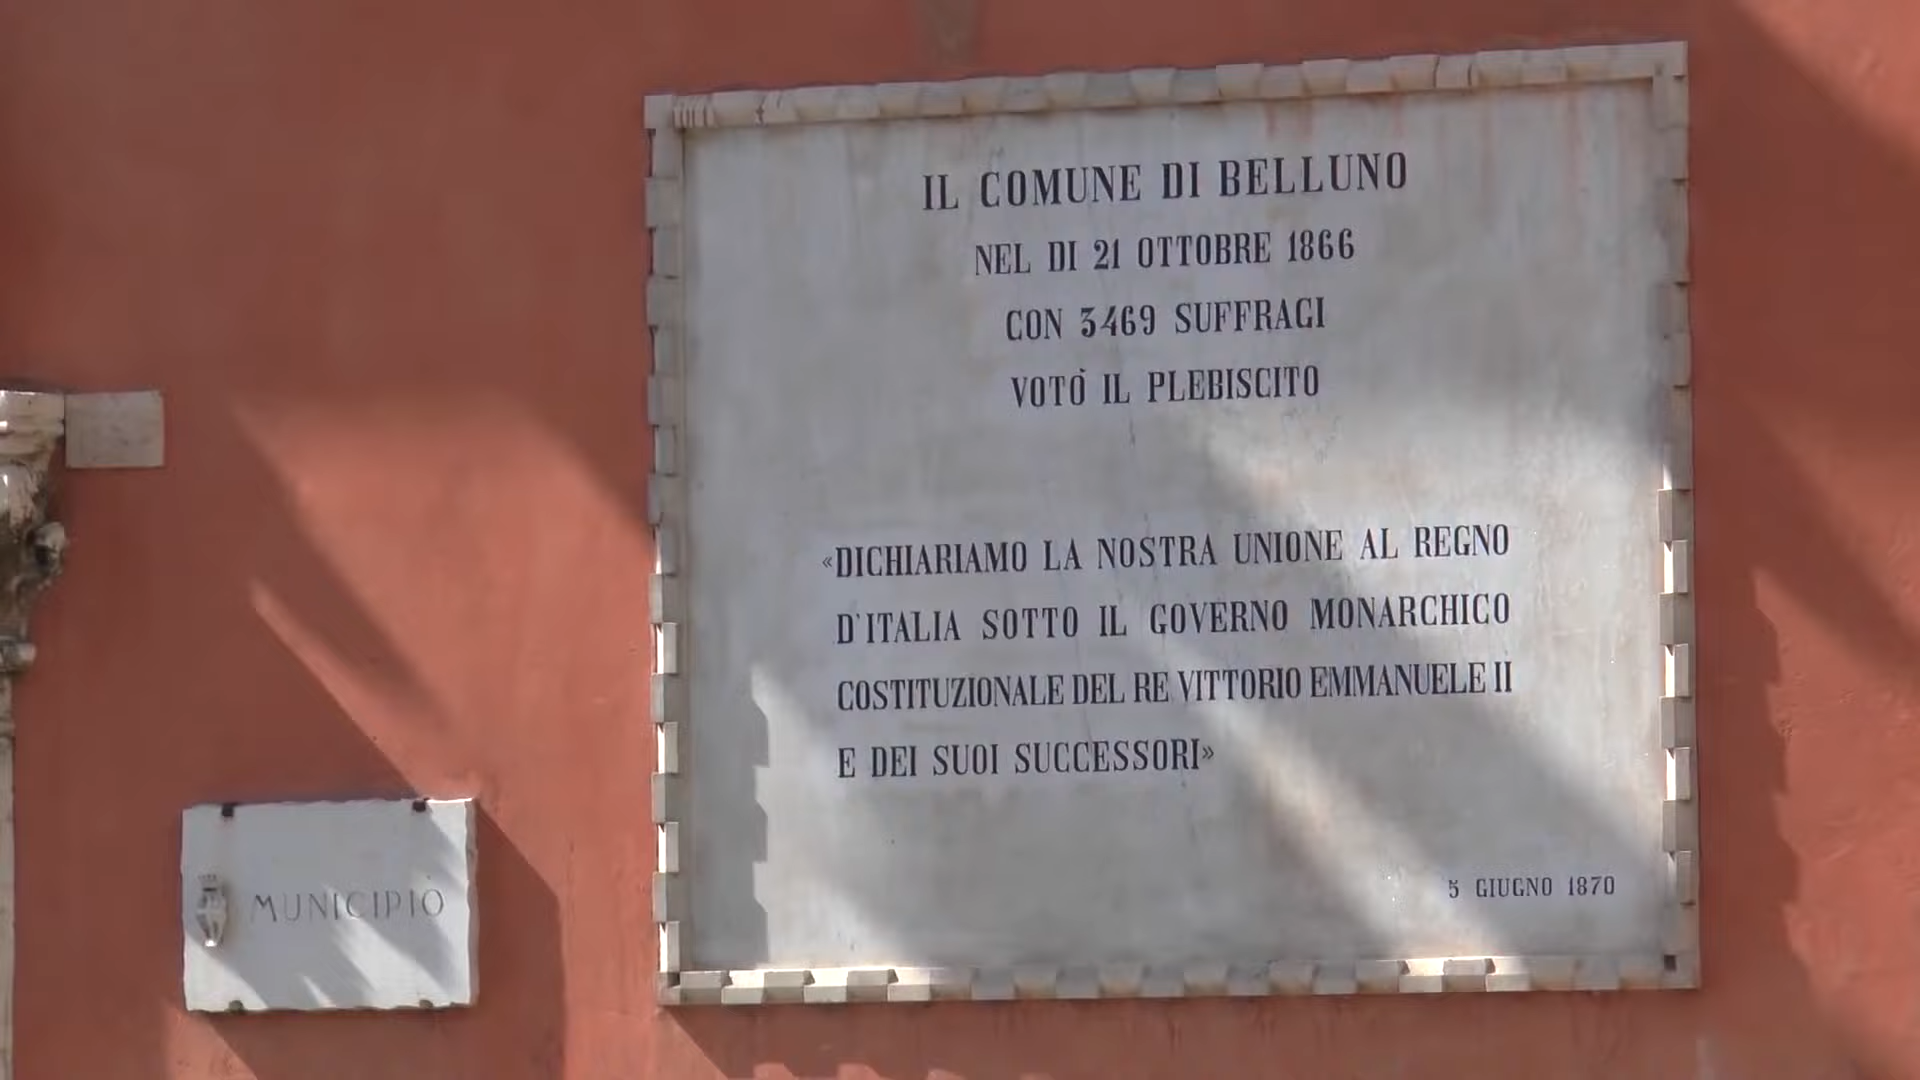 IL COMUNE DI BELLUNO
NEL DI 21 OTTOBRE 1866
CON 3469 SUFFRAGI
VOTÒ IL PLEBISCITO
«DICHIARIAMO LA NOSTRA UNIONE AL REGNO
D'ITALIA SOTTO IL GOVERNO MONARCHICO
COSTITUZIONALE DEL RE VITTORIO EMMANUELE II
E DEI SUOI SUCCESSORI»
5 GIUGNO 1870
MUNICIPIO